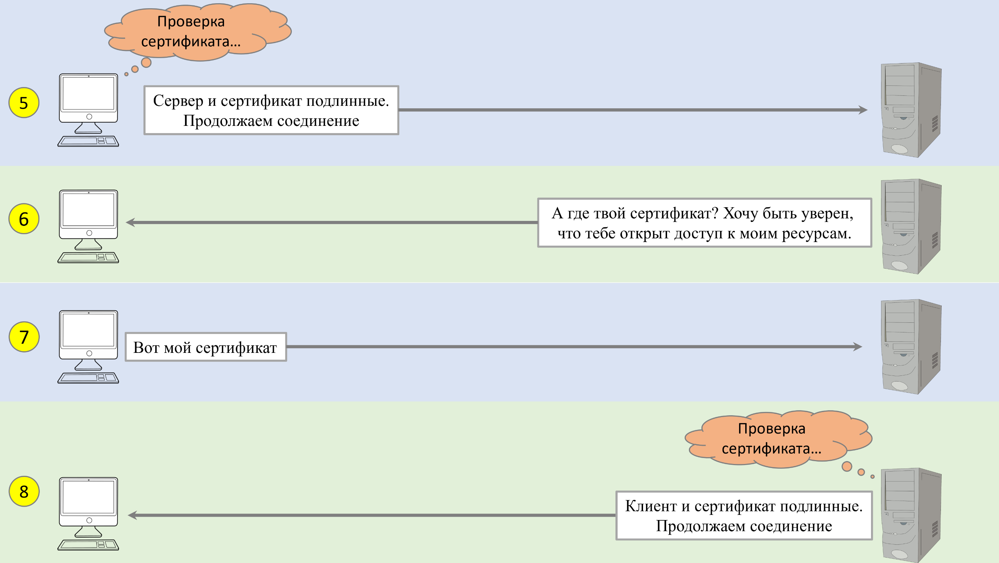 Проверка
сертификата...
5
Сервер и сертификат подлинные.
Продолжаем соединение
6
А где твой сертификат? Хочу быть уверен,
что тебе открыт доступ к моим ресурсам.
7
Вот мой сертификат
Проверка
сертификата...
8
Клиент и сертификат подлинные.
Продолжаем соединение